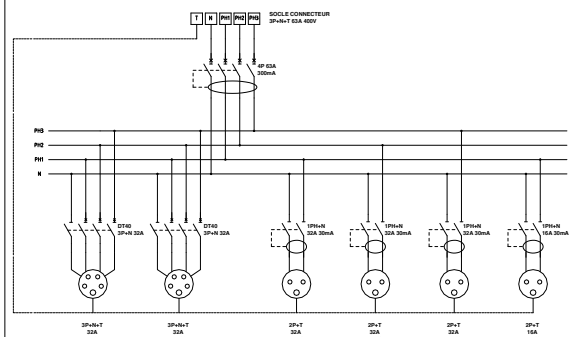 T N PH1 PH2 PH3
SOCLE CONNECTEUR
3P+N+T 63A 400V
4P 63A
300mA
PH3
PH2
PH1
N
DT40
3P+N 32A
DT40
3P+N 32A
1PH+N
32A 30mA
1PH+N
32A 30mA
1PH+N
32A 30mA
1PH+N
16A 30mA
3P+N+T
32A
3P+N+T
32A
2P+T
32A
2P+T
32A
2P+T
32A
2P+T
16A